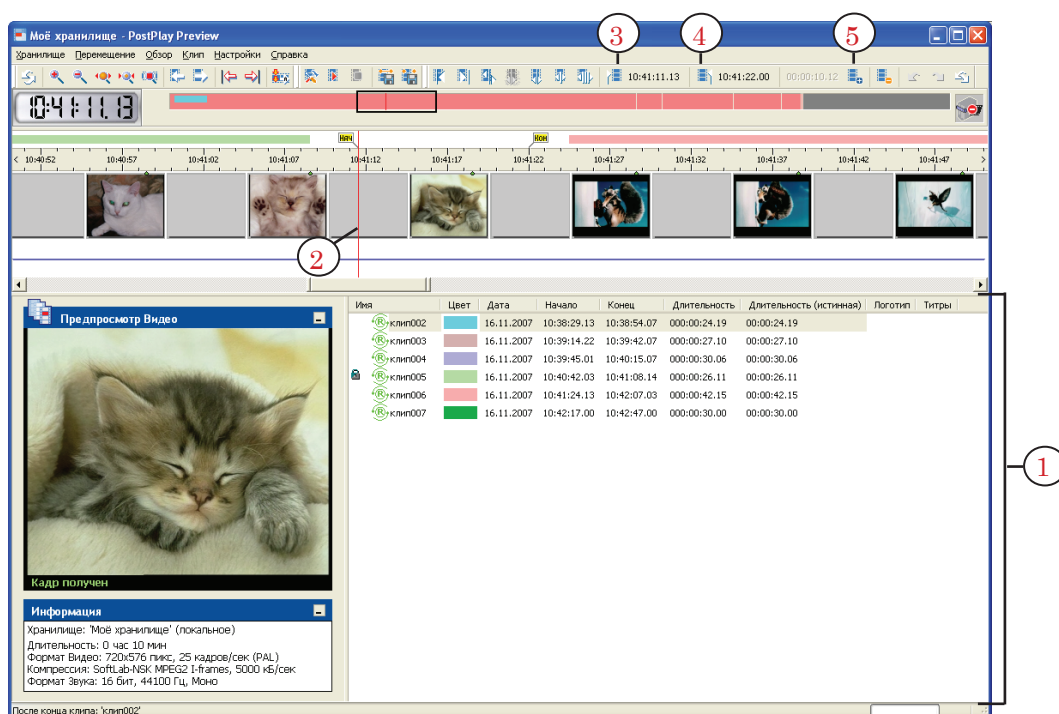 3
4
5
Моё хранилище - PostPlay Preview
Хранилище Перемещение Обзор Клип Настройки Справка
10:41:11.13 10:41:22.00 00:00:10.12
10:41:11.13
Нач Кон
< 10:40:52 10:40:57 10:41:02 10:41:07 10:41:12 10:41:17 10:41:22 10:41:27 10:41:32 10:41:37 10:41:42 10:41:47 >
2
Предпросмотр Видео
Кадр получен
Информация
Хранилище: 'Моё хранилище' (локальное)
Длительность: 0 час 10 мин
Формат Видео: 720x576 пикс, 25 кадров/сек (PAL)
Компрессия: SoftLab-NSK MPEG2 I-frames, 5000 кБ/сек
Формат Звука: 16 бит, 44100 Гц, Моно
Имя Цвет Дата Начало Конец Длительность Длительность (истинная) Логотип Титры
R клип002 16.11.2007 10:38:29.13 10:38:54.07 000:00:24.19 00:00:24.19
R клип003 16.11.2007 10:39:14.22 10:39:42.07 000:00:27.10 00:00:27.10
R клип004 16.11.2007 10:39:45.01 10:40:15.07 000:00:30.06 00:00:30.06
R клип005 16.11.2007 10:40:42.03 10:41:08.14 000:00:26.11 00:00:26.11
R клип006 16.11.2007 10:41:24.13 10:42:07.03 000:00:42.15 00:00:42.15
R клип007 16.11.2007 10:42:17.00 10:42:47.00 000:00:30.00 00:00:30.00
1
После конца клипа: 'клип002'